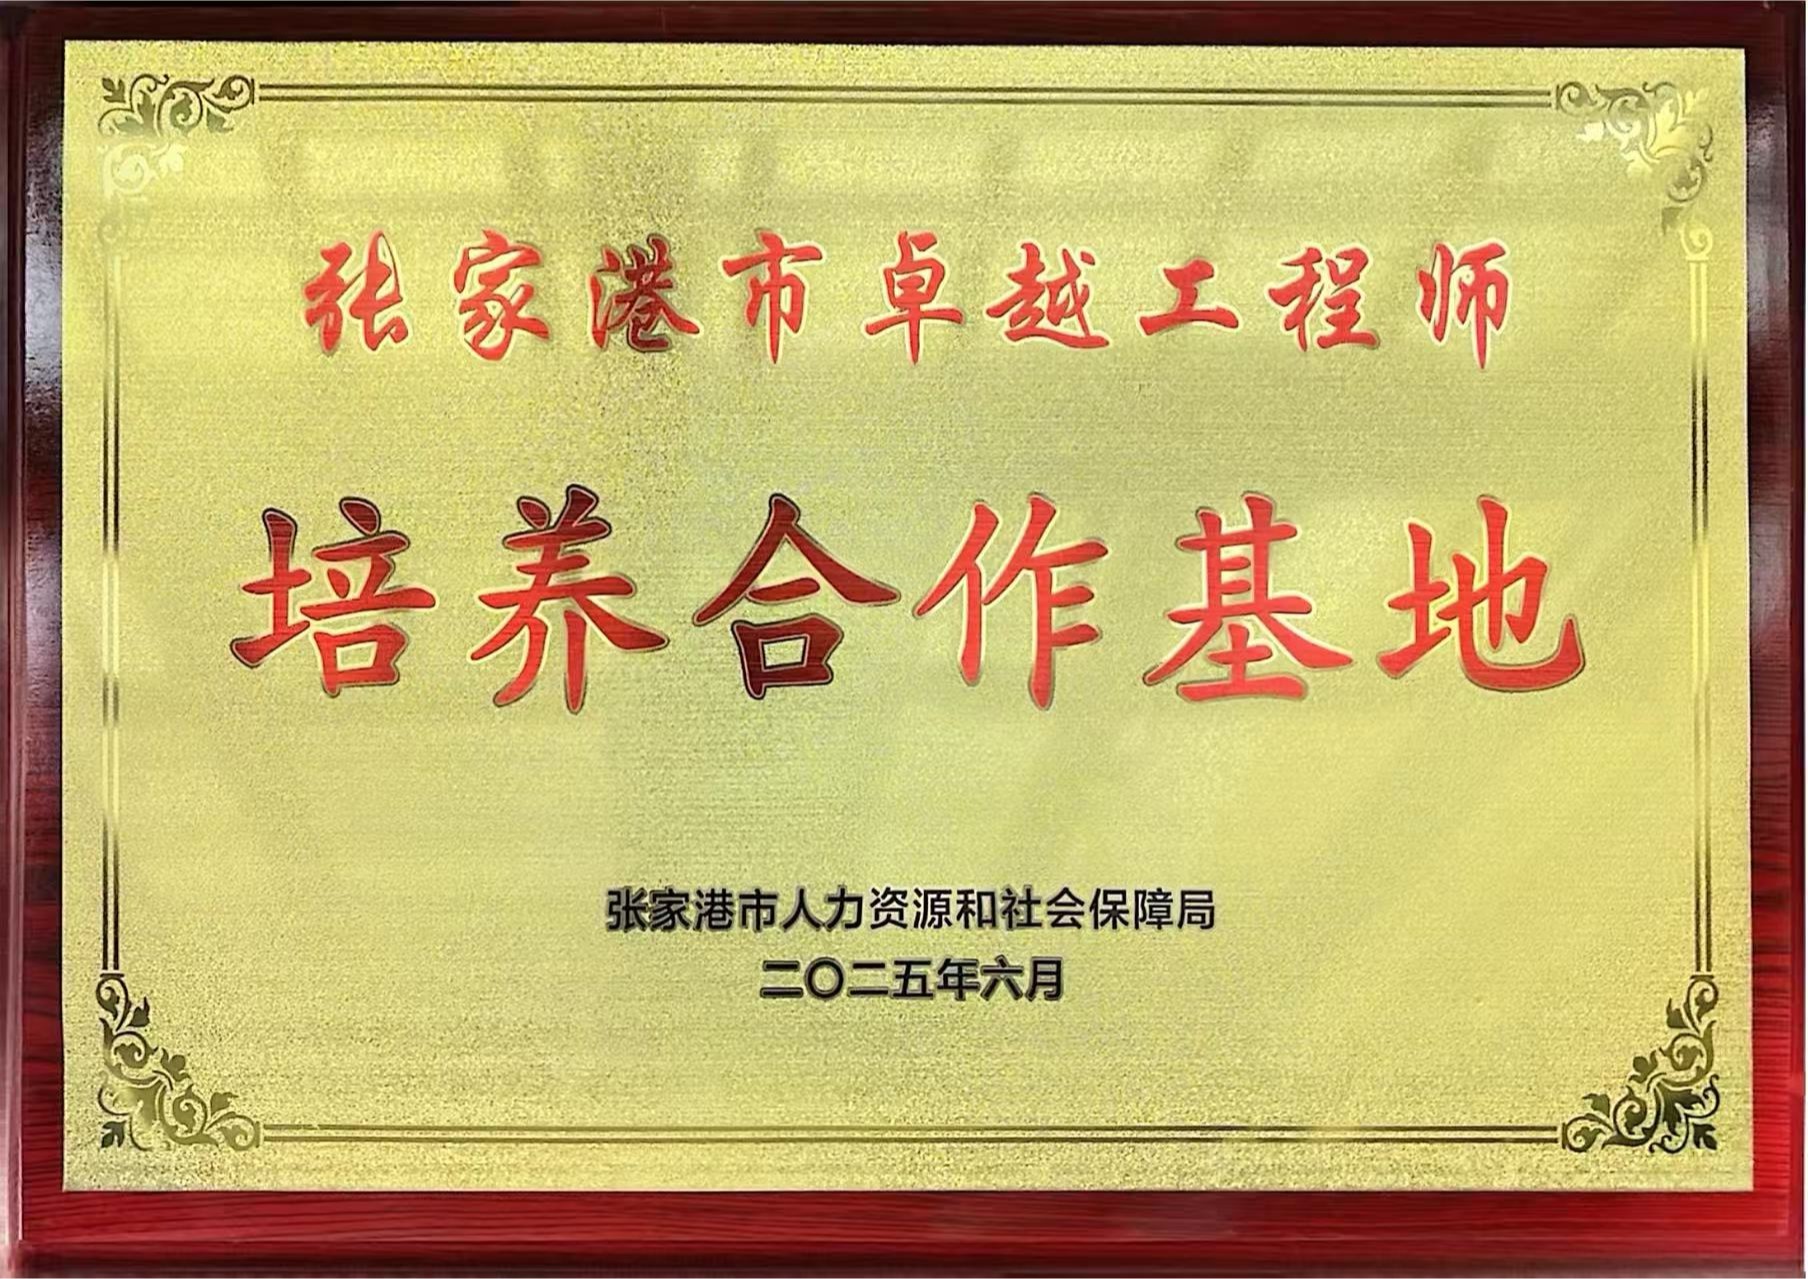 张家港市卓越工程师
培养合作基地
张家港市人力资源和社会保障局
二〇二五年六月